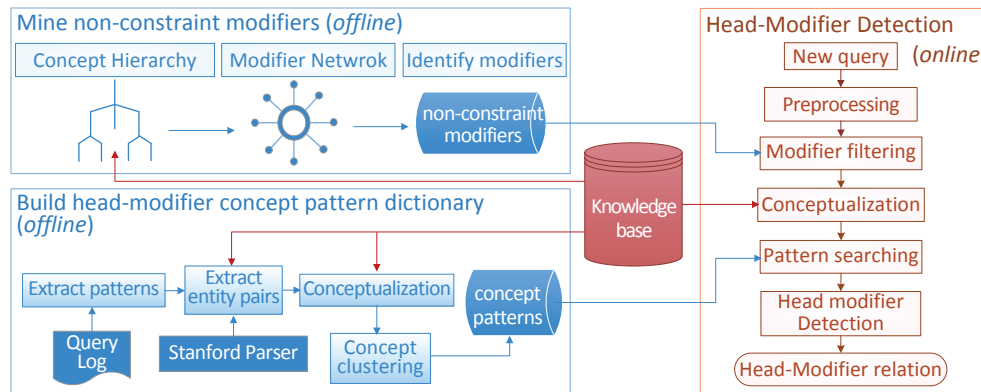 Mine non-constraint modifiers (offline)
Concept Hierarchy
Modifier Netwrok
Identify modifiers
non-constraint
modifiers
Build head-modifier concept pattern dictionary
(offline)
Extract patterns
Extract
entity pairs
Conceptualization
concept
patterns
Query
Log
Stanford Parser
Concept
clustering
Knowledge
base
Head-Modifier Detection
(online)
New query
Preprocessing
Modifier filtering
Conceptualization
Pattern searching
Head modifier
Detection
Head-Modifier relation